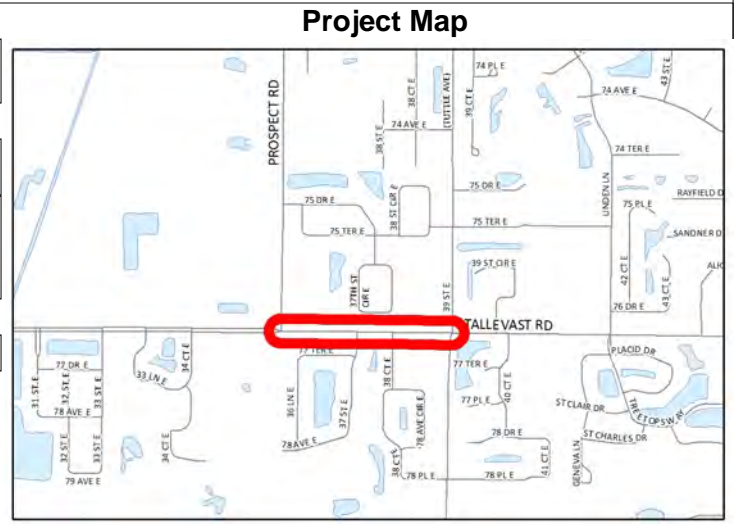 Project Map
74 PL E
43 ST E
38 CT E
(TUTTLE AVE)
39 CT E
74 AVE E
PROSPECT RD
74 AVE E
38 ST E
74 TER E
75 DR E
LINDEN LN
RAYFIELD D
75 DR E
38 ST CIR E
75 PL E
75 TER E
75 TER E
SANDNER D
39 ST CIR E
42 CT E
43 CT E
37TH ST
CIR E
39 ST E
76 DR E
TALLEVAST RD
77 TER E
PLACID DR
77 DR E
33 LN E
34 CT E
38 CT E
77 TER E
31 ST E
32 ST E
33 ST E
36 LN E
37 ST E
78 AVE CIR E
77 PL E
40 CT E
ST CLAIR DR
TREETOPS WAY
78 AVE E
78 DR E
ST CHARLES DR
32 ST E
33 ST E
34 CT E
78 AVE E
38 CT E
78 PL E
78 PL E
41 CT E
GENEVA LN
79 AVE E